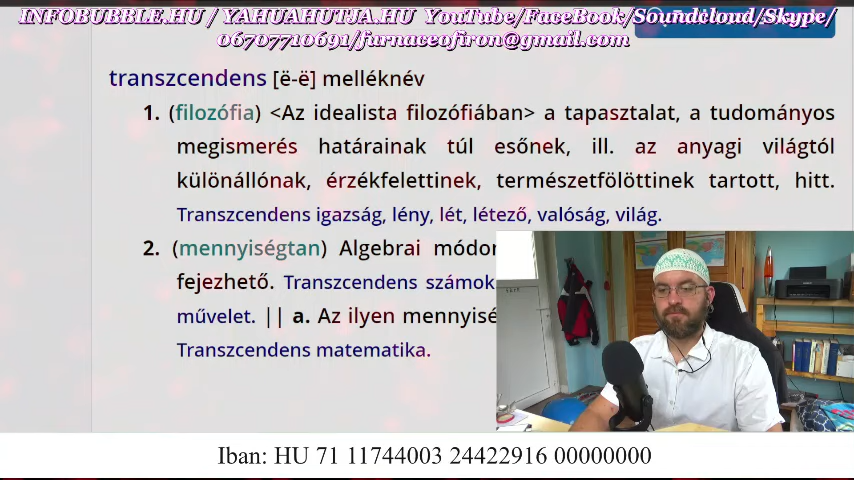 INFOBUBBLE.HU / YAHUAHUTJA.HU YouTube/FaceBook/Soundcloud/Skype/
06707710691/furnaceofiron@gmail.com
transzcendens [ë-ë] melléknév
1. (filozófia) <Az idealista filozófiában> a tapasztalat, a tudományos
megismerés határainak túl esőnek, ill. az anyagi világtól
különállónak, érzékfelettinek, természetfölöttinek tartott, hitt.
Transzcendens igazság, lény, lét, létező, valóság, világ.
2. (mennyiségtan) Algebrai módon
fejezhető. Transzcendens számok
művelet. || a. Az ilyen mennyisé
Transzcendens matematika.
Iban: HU 71 11744003 24422916 00000000